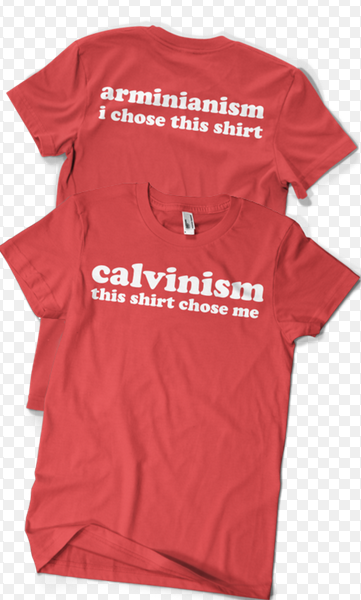 arminianism
i chose this shirt
calvinism
this shirt chose me